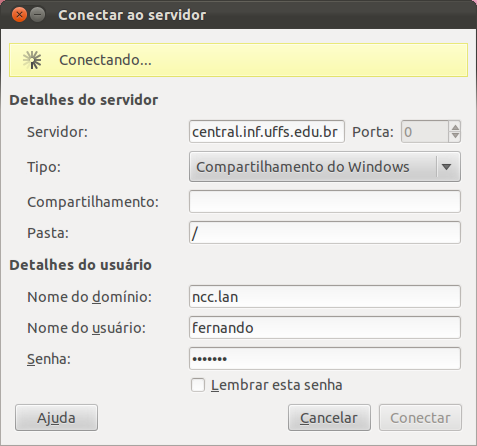 Conectar ao servidor
Conectando...
Detalhes do servidor
Servidor: central.inf.uffs.edu.br Porta: 0
Tipo: Compartilhamento do Windows
Compartilhamento:
Pasta: /
Detalhes do usuário
Nome do domínio: ncc.lan
Nome do usuário: fernando
Senha: •••••••
Lembrar esta senha
Ajuda Cancelar Conectar